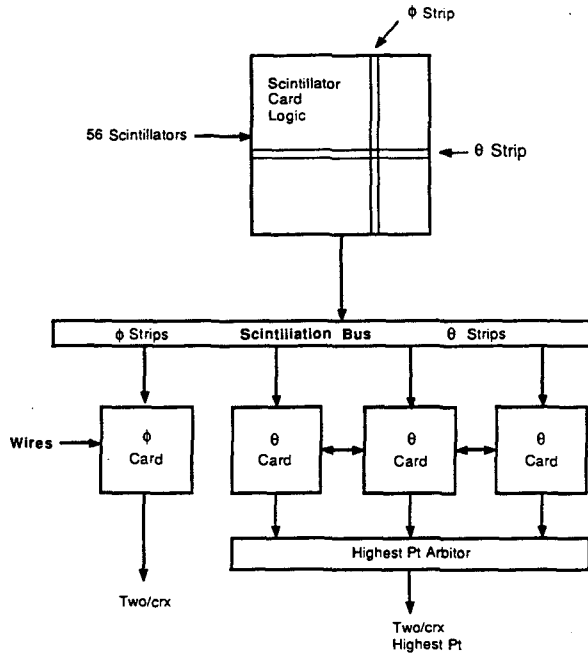 ϕ Strip
Scintillator
Card
Logic
56 Scintillators
θ Strip
ϕ Strips Scintillation Bus θ Strips
Wires
ϕ
Card
θ
Card
θ
Card
θ
Card
Highest Pt Arbitor
Two/crx
Two/crx
Highest Pt